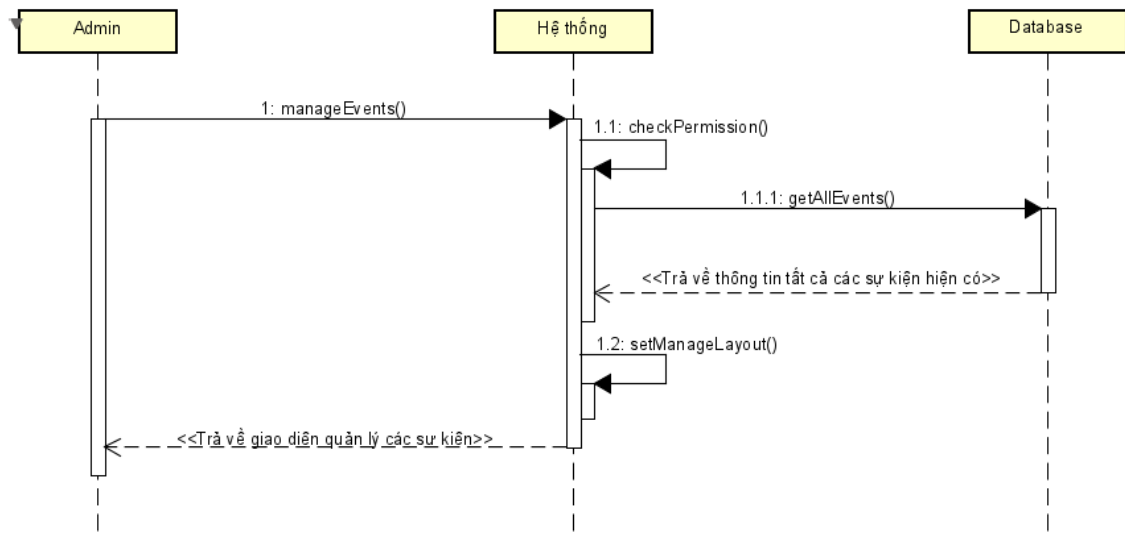 Admin
Hệ thống
Database
1: manageEvents()
1.1: checkPermission()
1.1.1: getAllEvents()
<<Trả về thông tin tất cả các sự kiện hiện có>>
1.2: setManageLayout()
<<Trả về giao diện quản lý các sự kiện>>